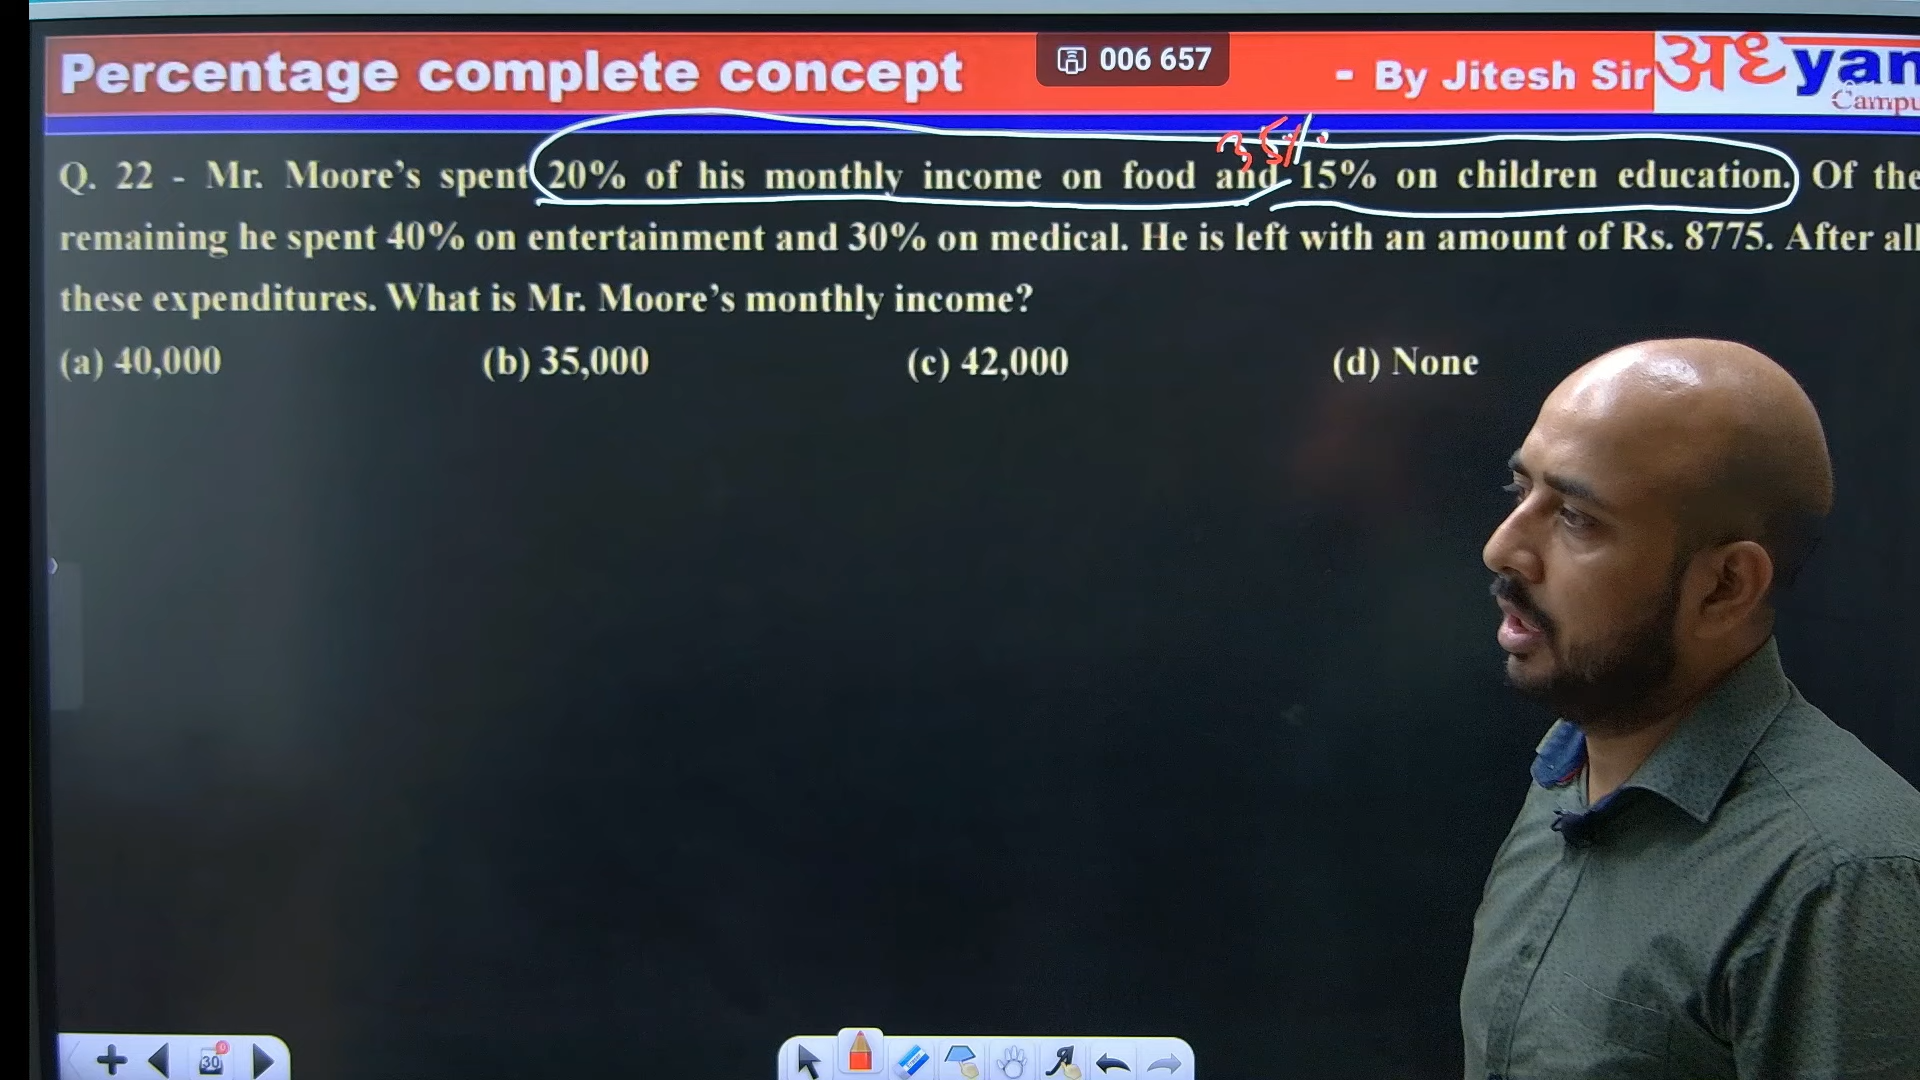 Percentage complete concept
006 657
- By Jitesh Sir
अध्yan
Campu
35%
Q. 22 - Mr. Moore’s spent 20% of his monthly income on food and 15% on children education. Of the
remaining he spent 40% on entertainment and 30% on medical. He is left with an amount of Rs. 8775. After all
these expenditures. What is Mr. Moore’s monthly income?
(a) 40,000 (b) 35,000 (c) 42,000 (d) None
30
0